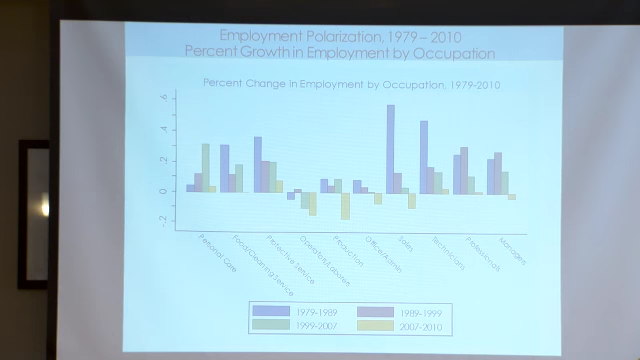 Employment Polarization, 1979 – 2010
Percent Growth in Employment by Occupation
Percent Change in Employment by Occupation, 1979-2010
.6
.4
.2
0
-.2
Personal Care
Food/Cleaning Service
Protective Service
Operators/Laborers
Production
Office/Admin
Sales
Technicians
Professionals
Managers
1979-1989
1989-1999
1999-2007
2007-2010